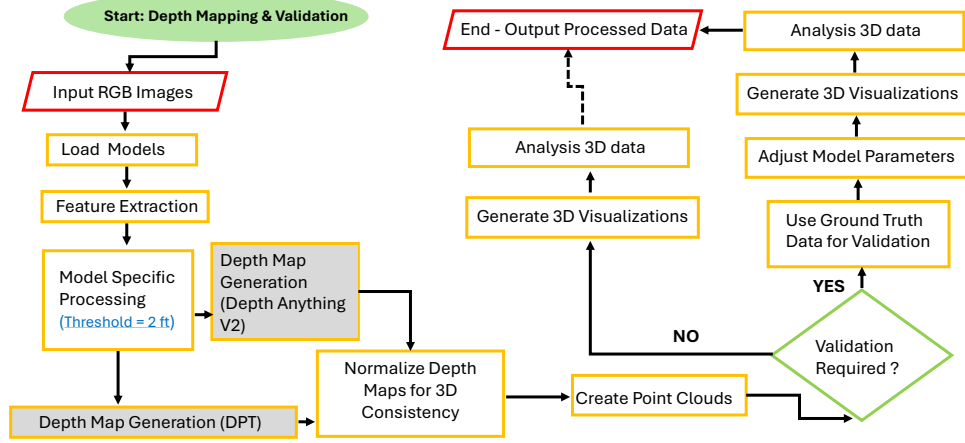 Start: Depth Mapping & Validation
Input RGB Images
Load Models
Feature Extraction
Model Specific
Processing
(Threshold = 2 ft)
Depth Map
Generation
(Depth Anything
V2)
Depth Map Generation (DPT)
Normalize Depth
Maps for 3D
Consistency
Create Point Clouds
Validation
Required ?
NO
Generate 3D Visualizations
Analysis 3D data
YES
Use Ground Truth
Data for Validation
Adjust Model Parameters
Generate 3D Visualizations
Analysis 3D data
End - Output Processed Data